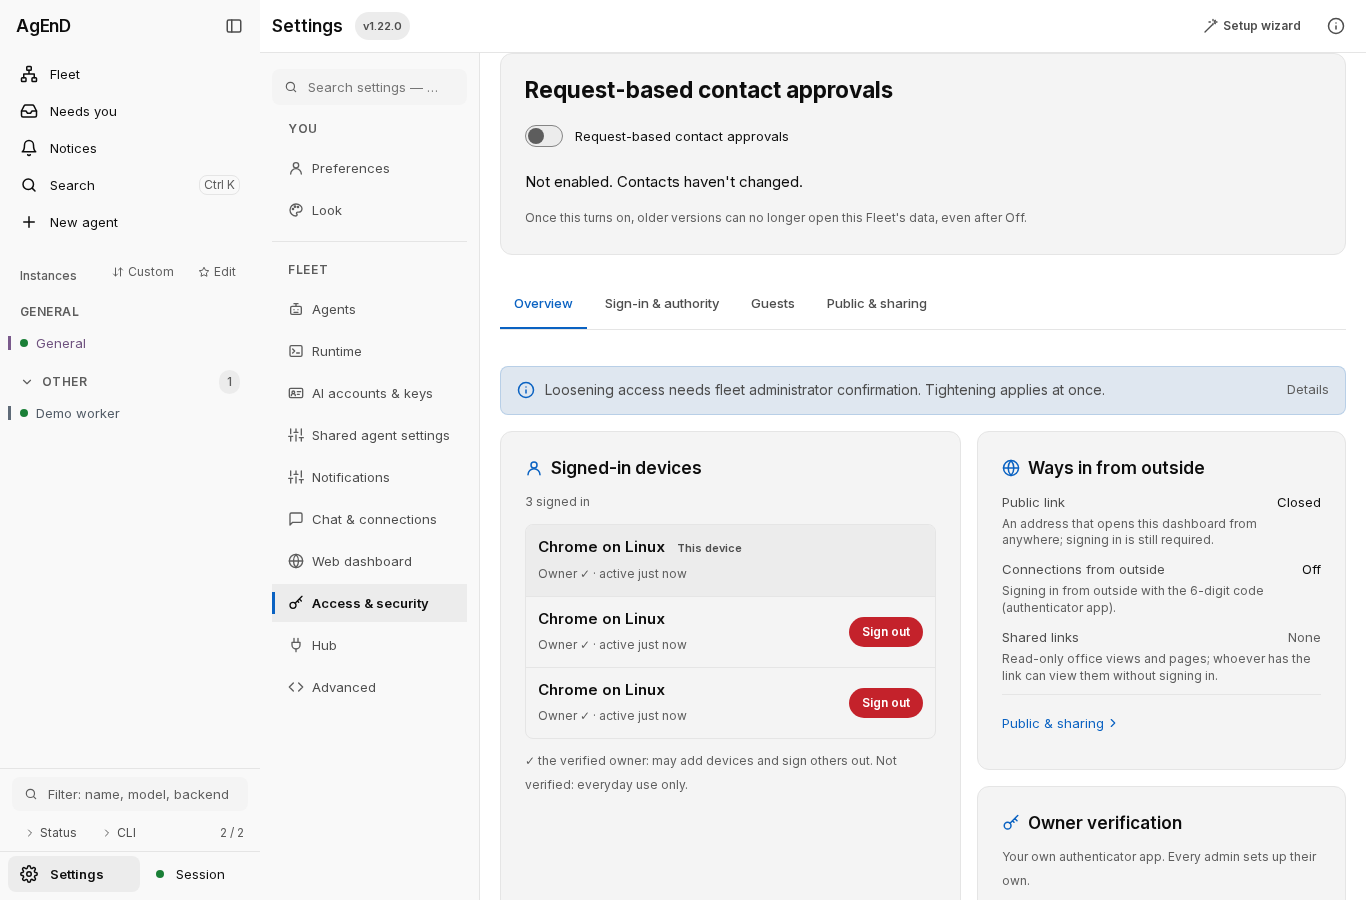 AgEnD
Fleet
Needs you
Notices
Search
Ctrl K
New agent
Instances
Custom
Edit
GENERAL
General
OTHER
1
Demo worker
Filter: name, model, backend
Status
CLI
2 / 2
Settings
Session
Settings
v1.22.0
Setup wizard
Search settings — …
YOU
Preferences
Look
FLEET
Agents
Runtime
AI accounts & keys
Shared agent settings
Notifications
Chat & connections
Web dashboard
Access & security
Hub
Advanced
Request-based contact approvals
Request-based contact approvals
Not enabled. Contacts haven't changed.
Once this turns on, older versions can no longer open this Fleet's data, even after Off.
Overview
Sign-in & authority
Guests
Public & sharing
Loosening access needs fleet administrator confirmation. Tightening applies at once.
Details
Signed-in devices
3 signed in
Chrome on Linux This device
Owner ✓ · active just now
Chrome on Linux
Owner ✓ · active just now
Sign out
Chrome on Linux
Owner ✓ · active just now
Sign out
✓ the verified owner: may add devices and sign others out. Not
verified: everyday use only.
Ways in from outside
Public link Closed
An address that opens this dashboard from
anywhere; signing in is still required.
Connections from outside Off
Signing in from outside with the 6-digit code
(authenticator app).
Shared links None
Read-only office views and pages; whoever has the
link can view them without signing in.
Public & sharing
Owner verification
Your own authenticator app. Every admin sets up their
own.